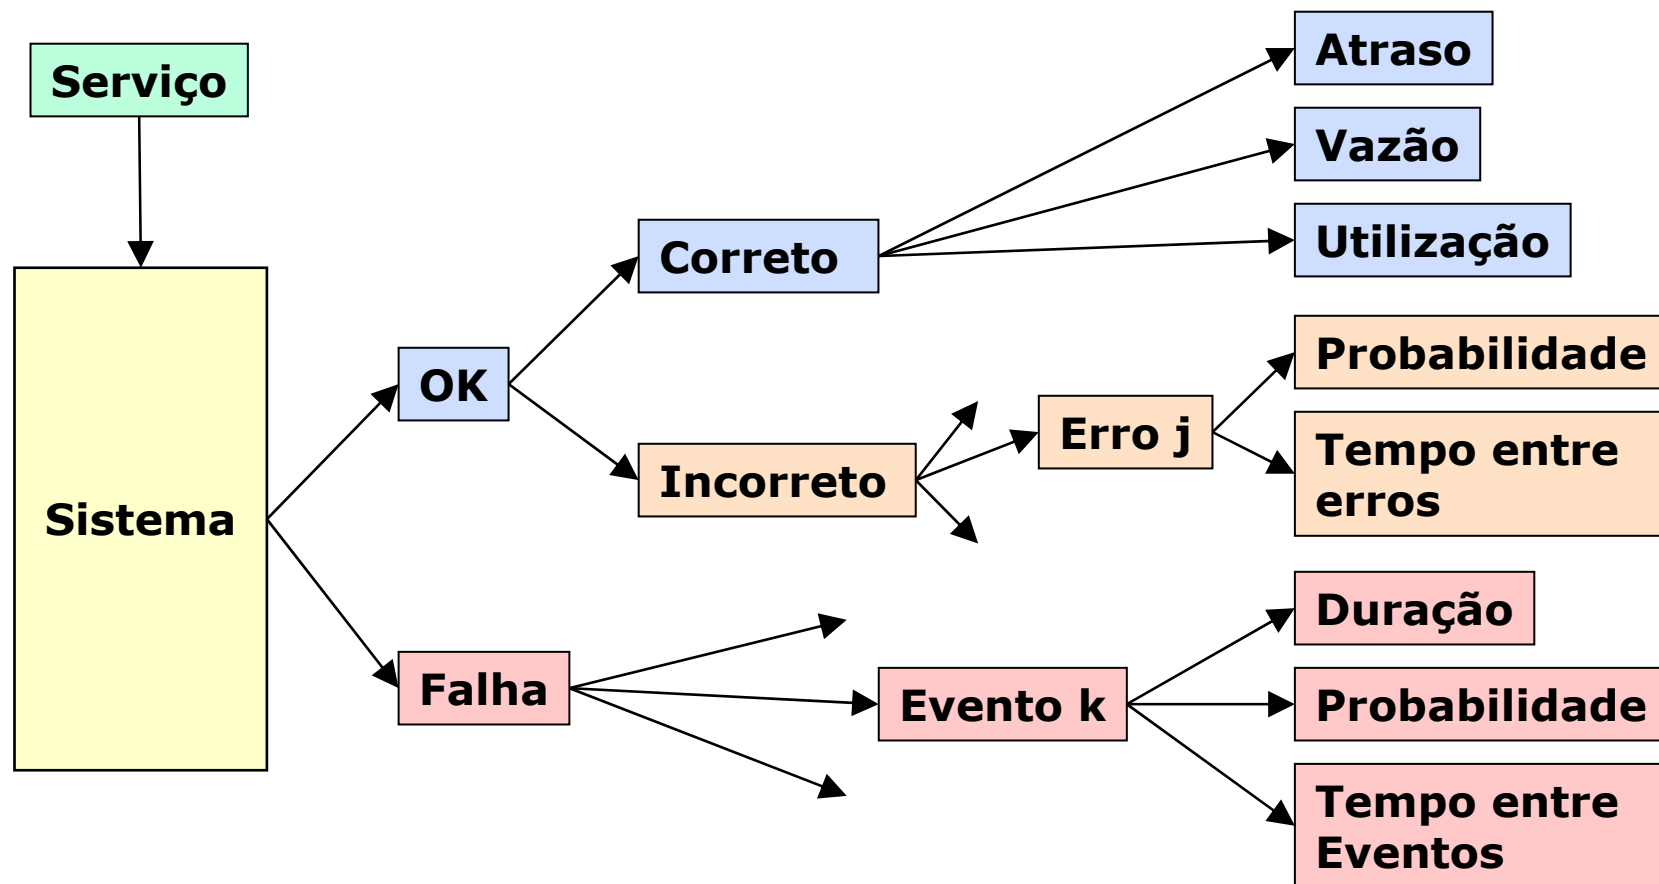 Serviço
Sistema
OK
Falha
Correto
Incorreto
Erro j
Evento k
Atraso
Vazão
Utilização
Probabilidade
Tempo entre
erros
Duração
Probabilidade
Tempo entre
Eventos